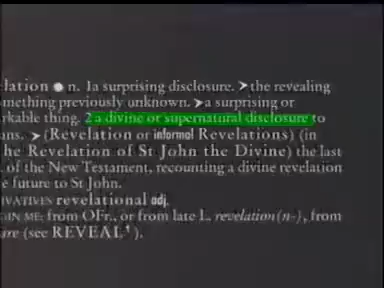 lation ● n. 1a surprising disclosure. ➤the revealing
omething previously unknown. ➤a surprising or
rkable thing. 2 a divine or supernatural disclosure to
ans. ➤(Revelation or informal Revelations) (in
he Revelation of St John the Divine) the last
of the New Testament, recounting a divine revelation
e future to St John.
IVATIVES revelational adj.
GIN ME: from OFr., or from late L. revelation(n-), from
are (see REVEAL¹).